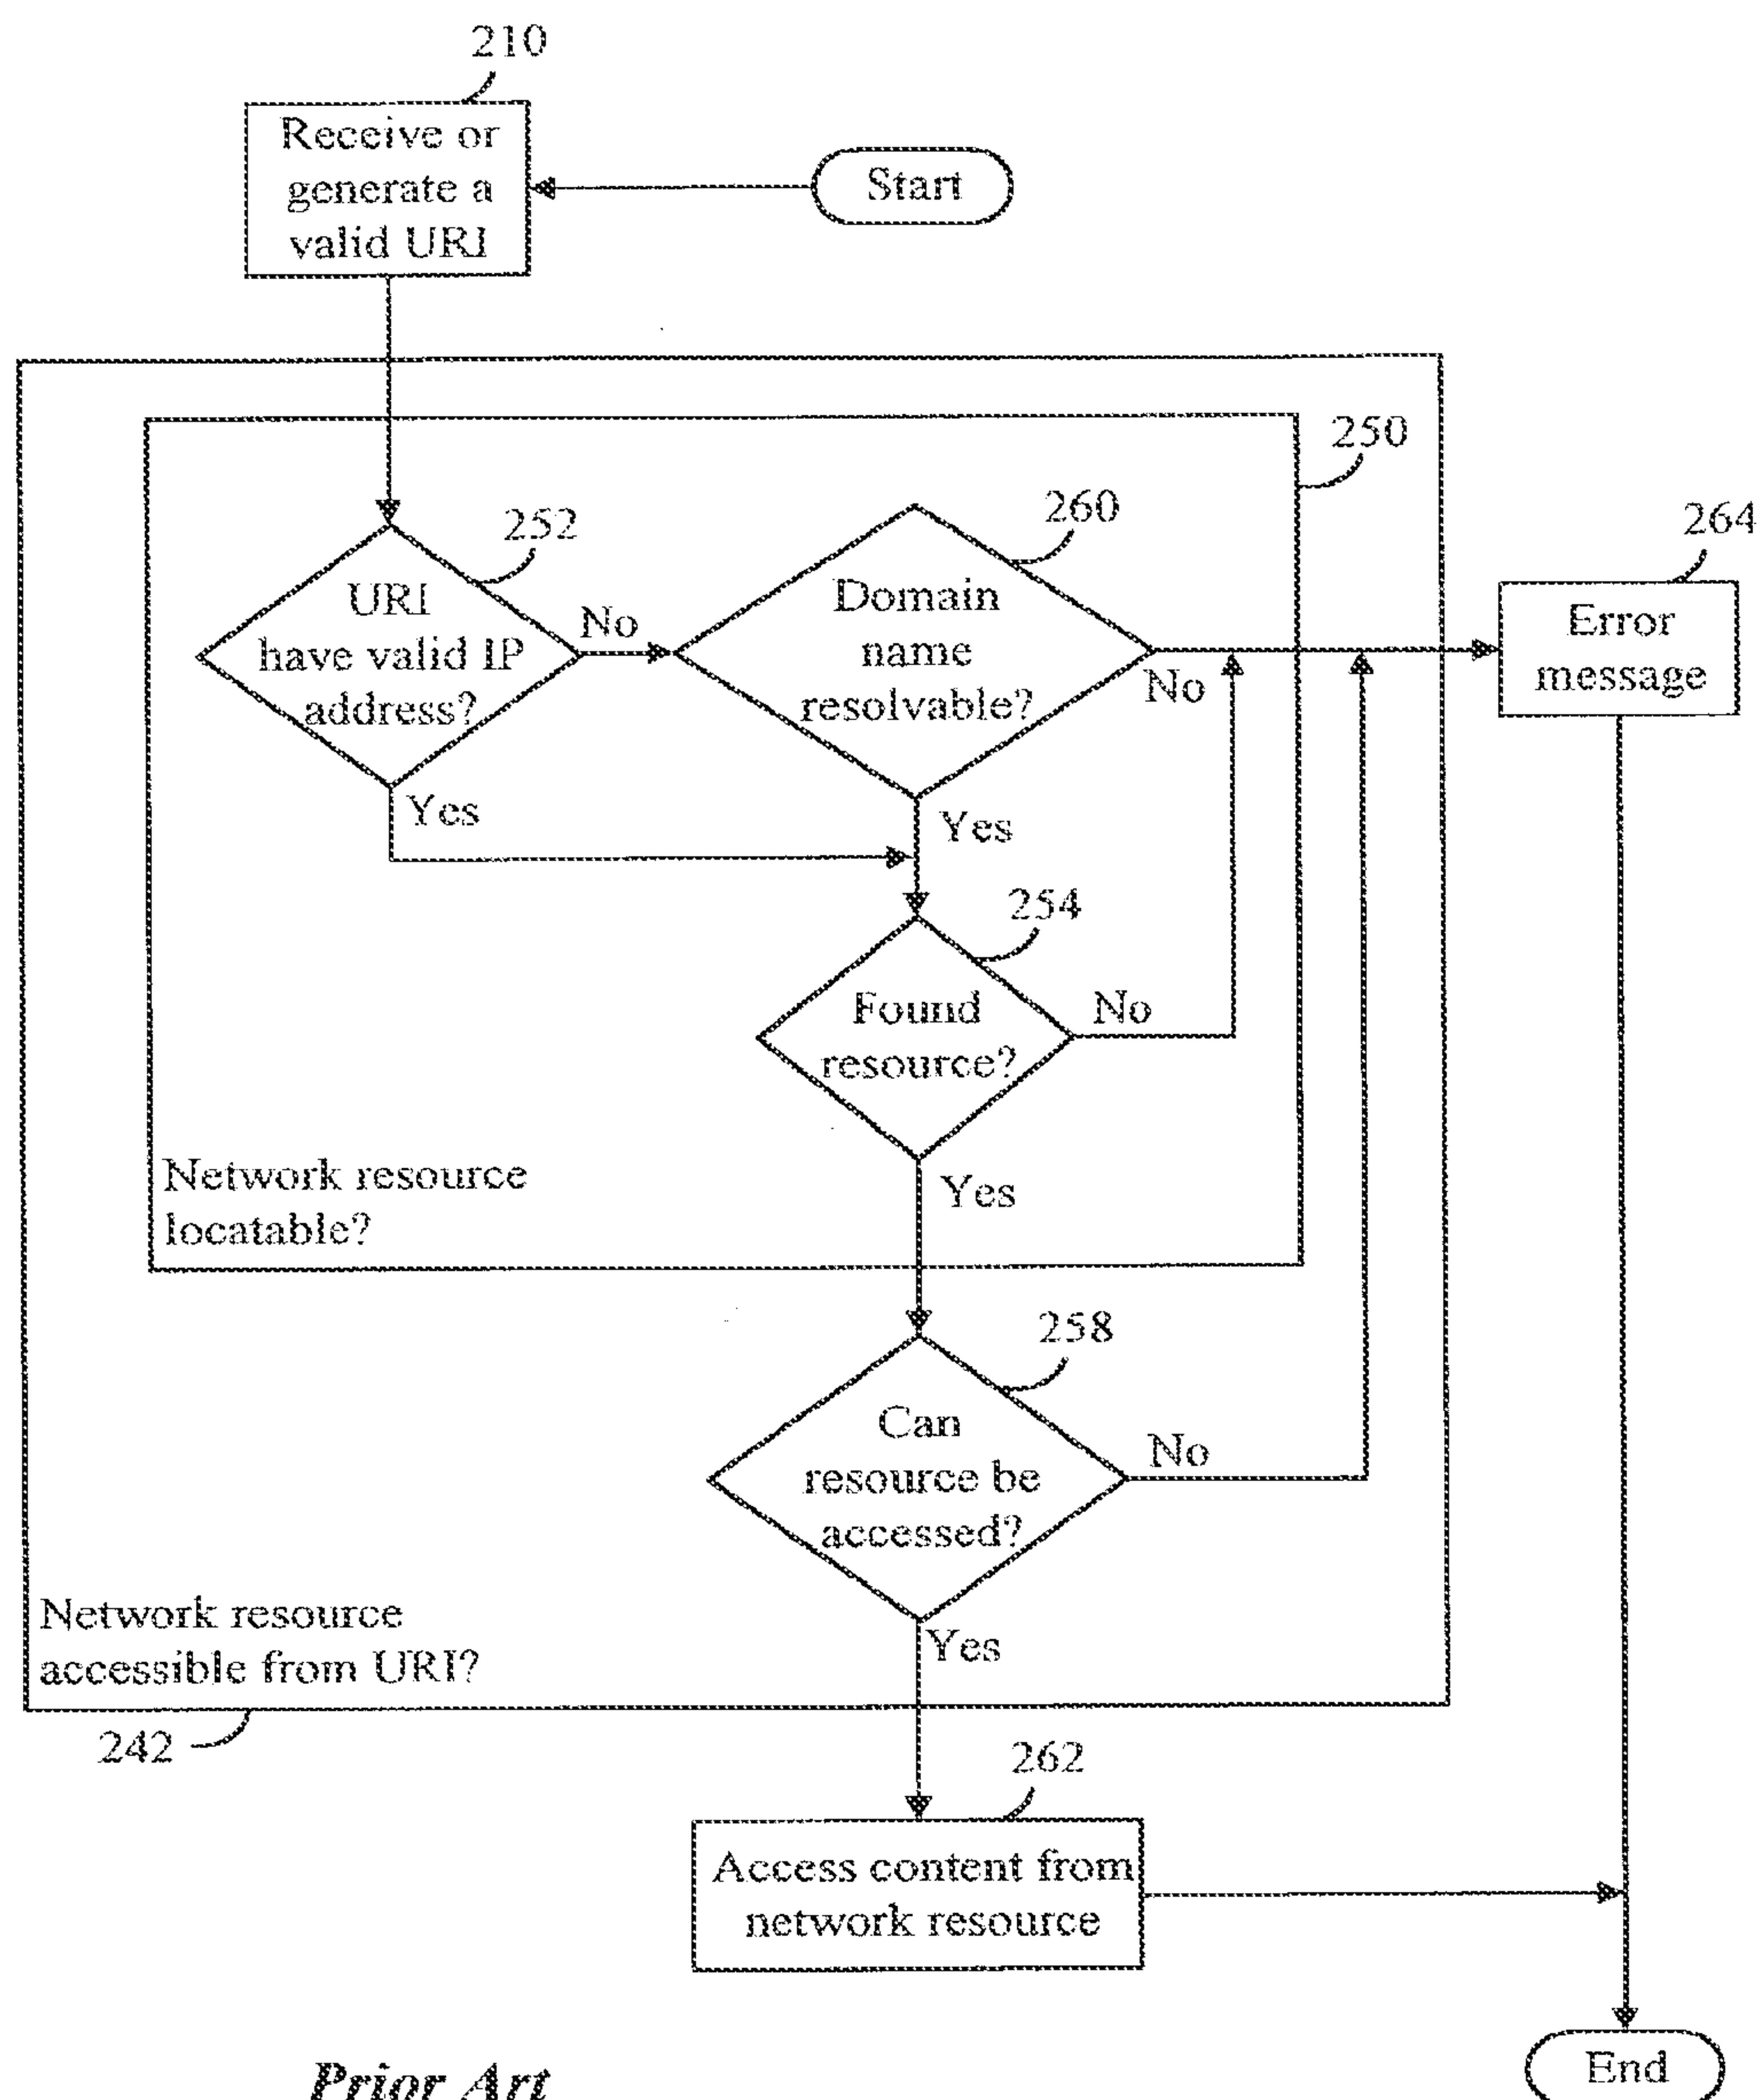 210
Receive or
generate a
valid URI
Start
250
252
260
264
URI
have valid IP
address?
No
Domain
name
resolvable?
No
Error
message
Yes
Yes
254
Found
resource?
No
Network resource
locatable?
Yes
258
Can
resource be
accessed?
No
Network resource
accessible from URI?
Yes
242
262
Access content from
network resource
End
Prior Art